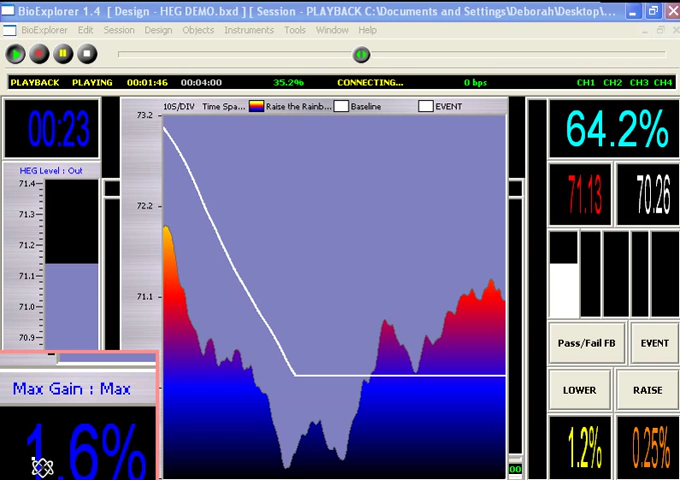 BioExplorer 1.4 [ Design - HEG DEMO.bxd ] [ Session - PLAYBACK C:\Documents and Settings\Deborah\Desktop\...
BioExplorer Edit Session Design Objects Instruments Tools Window Help
PLAYBACK PLAYING 00:01:46 00:04:00 35.2% CONNECTING... 0 bps CH1 CH2 CH3 CH4
10S/DIV Time Spa... Raise the Rainb... Baseline EVENT
00:23
HEG Level : Out
71.4
71.3
71.2
71.1
71.0
70.9
73.2
72.2
71.1
64.2%
71.13 70.26
Pass/Fail FB EVENT
LOWER RAISE
1.2% 0.25%
Max Gain : Max
1.6%
00